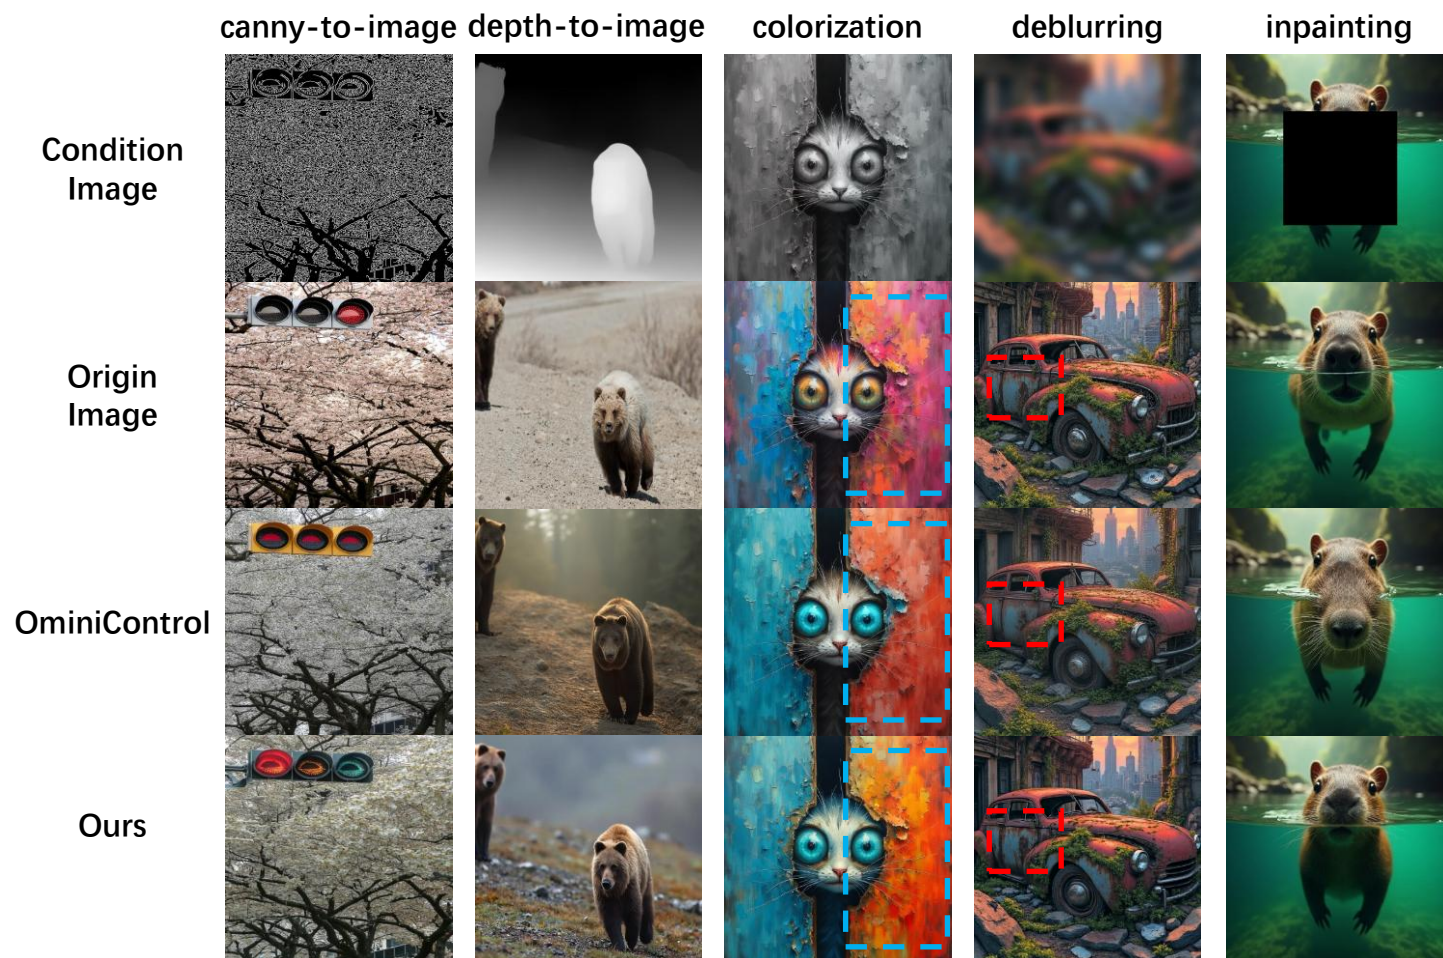 canny-to-image depth-to-image colorization deblurring inpainting
Condition
Image
Origin
Image
OminiControl
Ours